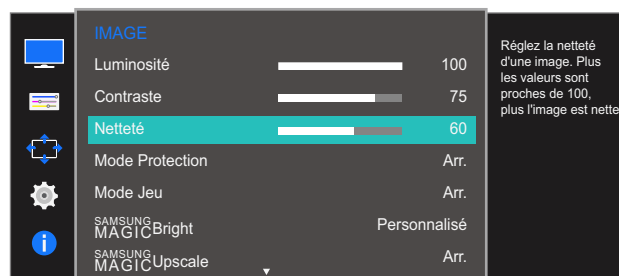 IMAGE
Luminosité 100
Contraste 75
Netteté 60
Mode Protection Arr.
Mode Jeu Arr.
SAMSUNG MAGICBright Personnalisé
SAMSUNG MAGICUpscale Arr.
Réglez la netteté
d'une image. Plus
les valeurs sont
proches de 100,
plus l'image est nette